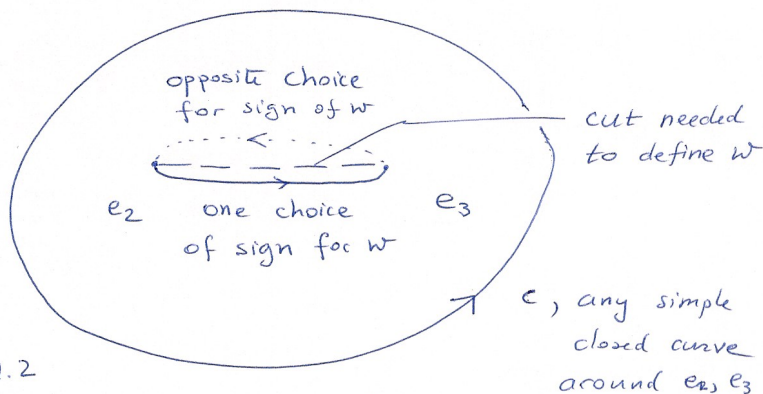 opposite choice
for sign of w
cut needed
to define w
e2
one choice
of sign for w
e3
c, any simple
closed curve
around e2, e3
.2